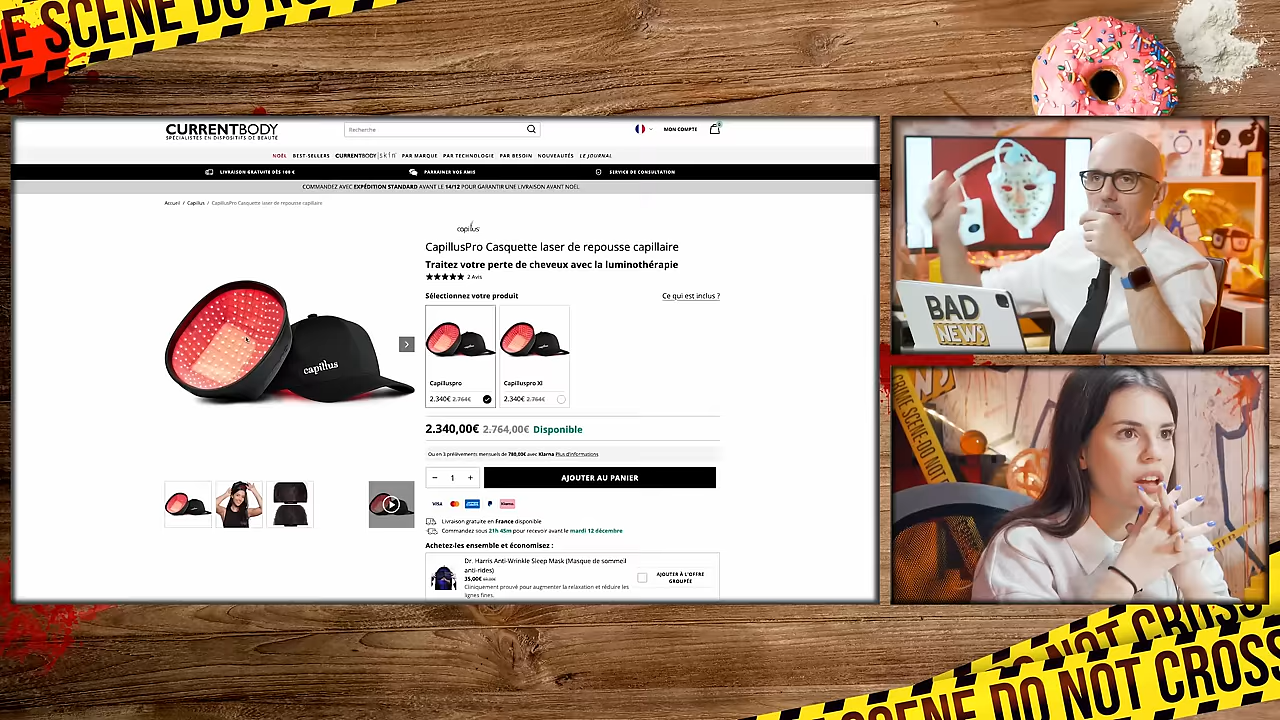 NE SCENE DO NO
CURRENTBODY
SPÉCIALISTES EN DISPOSITIFS DE BEAUTÉ
Recherche
MON COMPTE
NOËL BEST-SELLERS CURRENTBODY|skin PAR MARQUE PAR TECHNOLOGIE PAR BESOIN NOUVEAUTÉS LE JOURNAL
LIVRAISON GRATUITE DÈS 100 € PARRAINER VOS AMIS SERVICE DE CONSULTATION
COMMANDEZ AVEC EXPÉDITION STANDARD AVANT LE 14/12 POUR GARANTIR UNE LIVRAISON AVANT NOËL
Accueil / Capillus / CapillusPro Casquette laser de repousse capillaire
capillus
CapillusPro Casquette laser de repousse capillaire
Traitez votre perte de cheveux avec la luminothérapie
2 Avis
Sélectionnez votre produit Ce qui est inclus ?
capillus
Capilluspro Capilluspro Xl
2.340€ 2.764€ 2.340€ 2.764€
2.340,00€ 2.764,00€ Disponible
Ou en 3 prélèvements mensuels de 780,00€ avec Klarna Plus d'informations
− 1 + AJOUTER AU PANIER
VISA Klarna
Livraison gratuite en France disponible
Commandez sous 21h 45m pour recevoir avant le mardi 12 décembre
Achetez-les ensemble et économisez :
Dr. Harris Anti-Wrinkle Sleep Mask (Masque de sommeil
anti-rides)
35,00€
Cliniquement prouvé pour augmenter la relaxation et réduire les
lignes fines.
AJOUTER À L'OFFRE
GROUPÉE
BAD
NEWS
CRIME SCENE-DO NOT
NOT CROSS
SCENE DO NOT CROSS